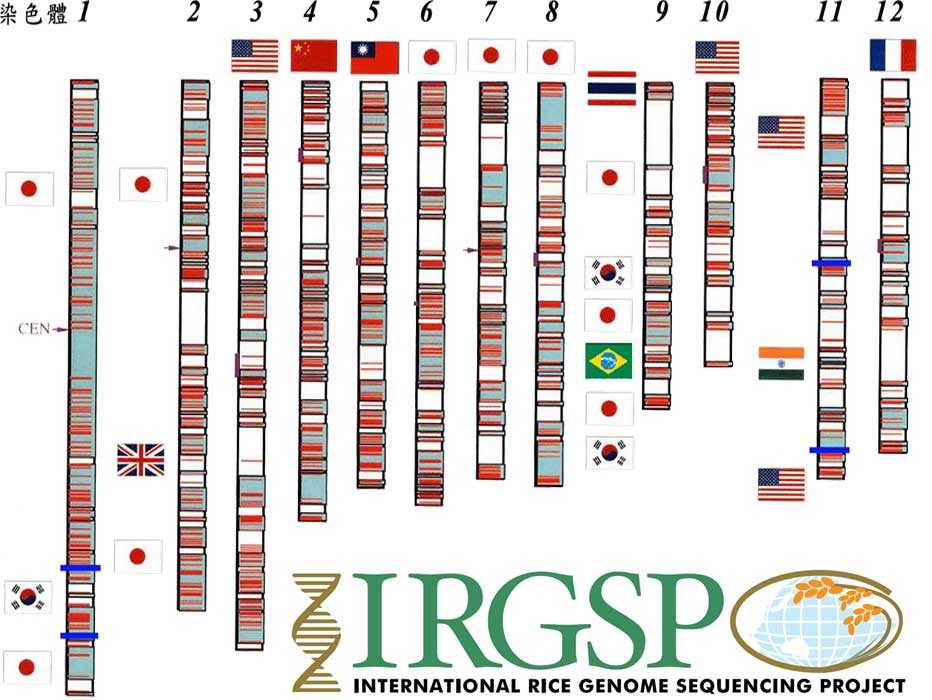 染色體 1 2 3 4 5 6 7 8 9 10 11 12
CEN
IRGSP
INTERNATIONAL RICE GENOME SEQUENCING PROJECT